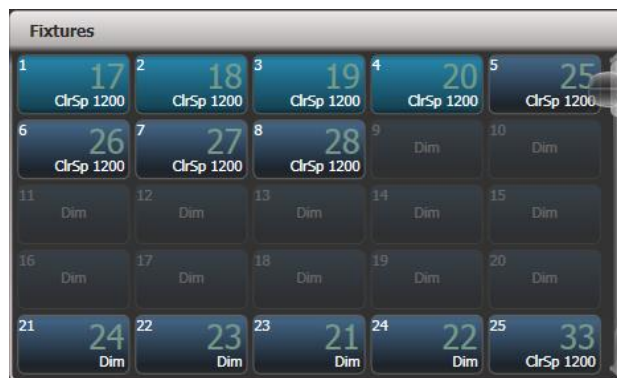 Fixtures
1 17 2 18 3 19 4 20 5 25
ClrSp 1200 ClrSp 1200 ClrSp 1200 ClrSp 1200 ClrSp 1200
6 26 7 27 8 28 9 Dim 10 Dim
ClrSp 1200 ClrSp 1200 ClrSp 1200
11 Dim 12 Dim 13 Dim 14 Dim 15 Dim
16 Dim 17 Dim 18 Dim 19 Dim 20 Dim
21 24 22 23 23 21 24 22 25 33
Dim Dim Dim Dim ClrSp 1200